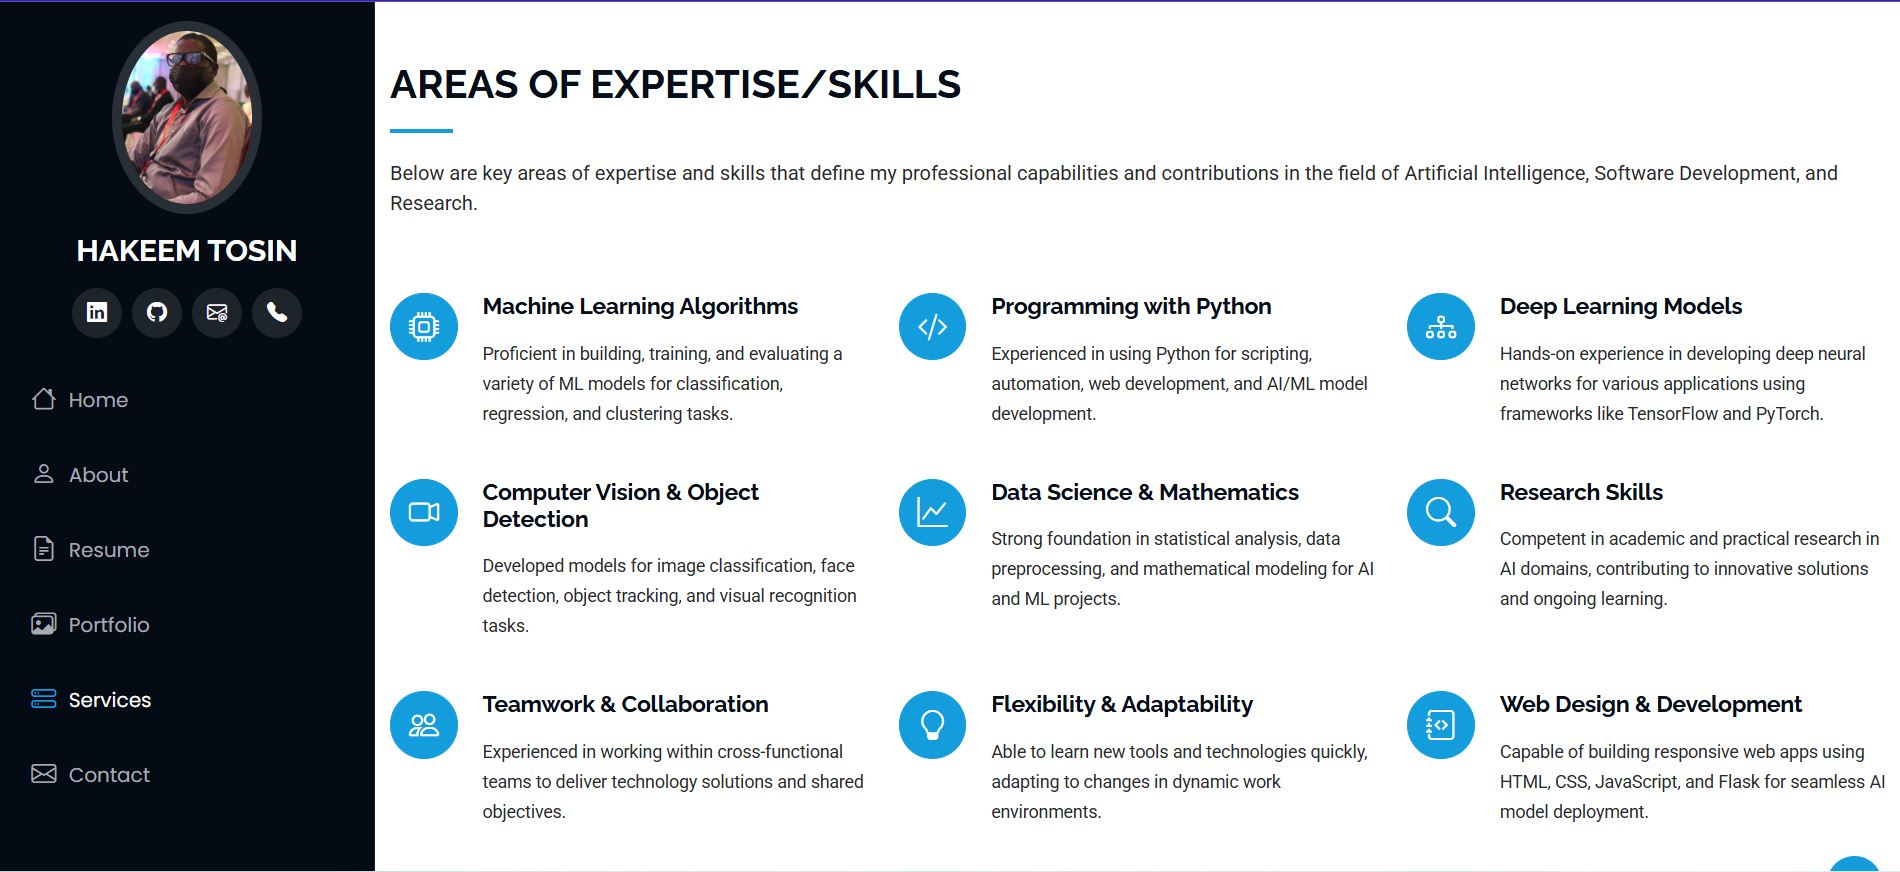 HAKEEM TOSIN
Home
About
Resume
Portfolio
Services
Contact
AREAS OF EXPERTISE/SKILLS
Below are key areas of expertise and skills that define my professional capabilities and contributions in the field of Artificial Intelligence, Software Development, and
Research.
Machine Learning Algorithms
Proficient in building, training, and evaluating a
variety of ML models for classification,
regression, and clustering tasks.
Programming with Python
Experienced in using Python for scripting,
automation, web development, and AI/ML model
development.
Deep Learning Models
Hands-on experience in developing deep neural
networks for various applications using
frameworks like TensorFlow and PyTorch.
Computer Vision & Object
Detection
Developed models for image classification, face
detection, object tracking, and visual recognition
tasks.
Data Science & Mathematics
Strong foundation in statistical analysis, data
preprocessing, and mathematical modeling for AI
and ML projects.
Research Skills
Competent in academic and practical research in
AI domains, contributing to innovative solutions
and ongoing learning.
Teamwork & Collaboration
Experienced in working within cross-functional
teams to deliver technology solutions and shared
objectives.
Flexibility & Adaptability
Able to learn new tools and technologies quickly,
adapting to changes in dynamic work
environments.
Web Design & Development
Capable of building responsive web apps using
HTML, CSS, JavaScript, and Flask for seamless AI
model deployment.